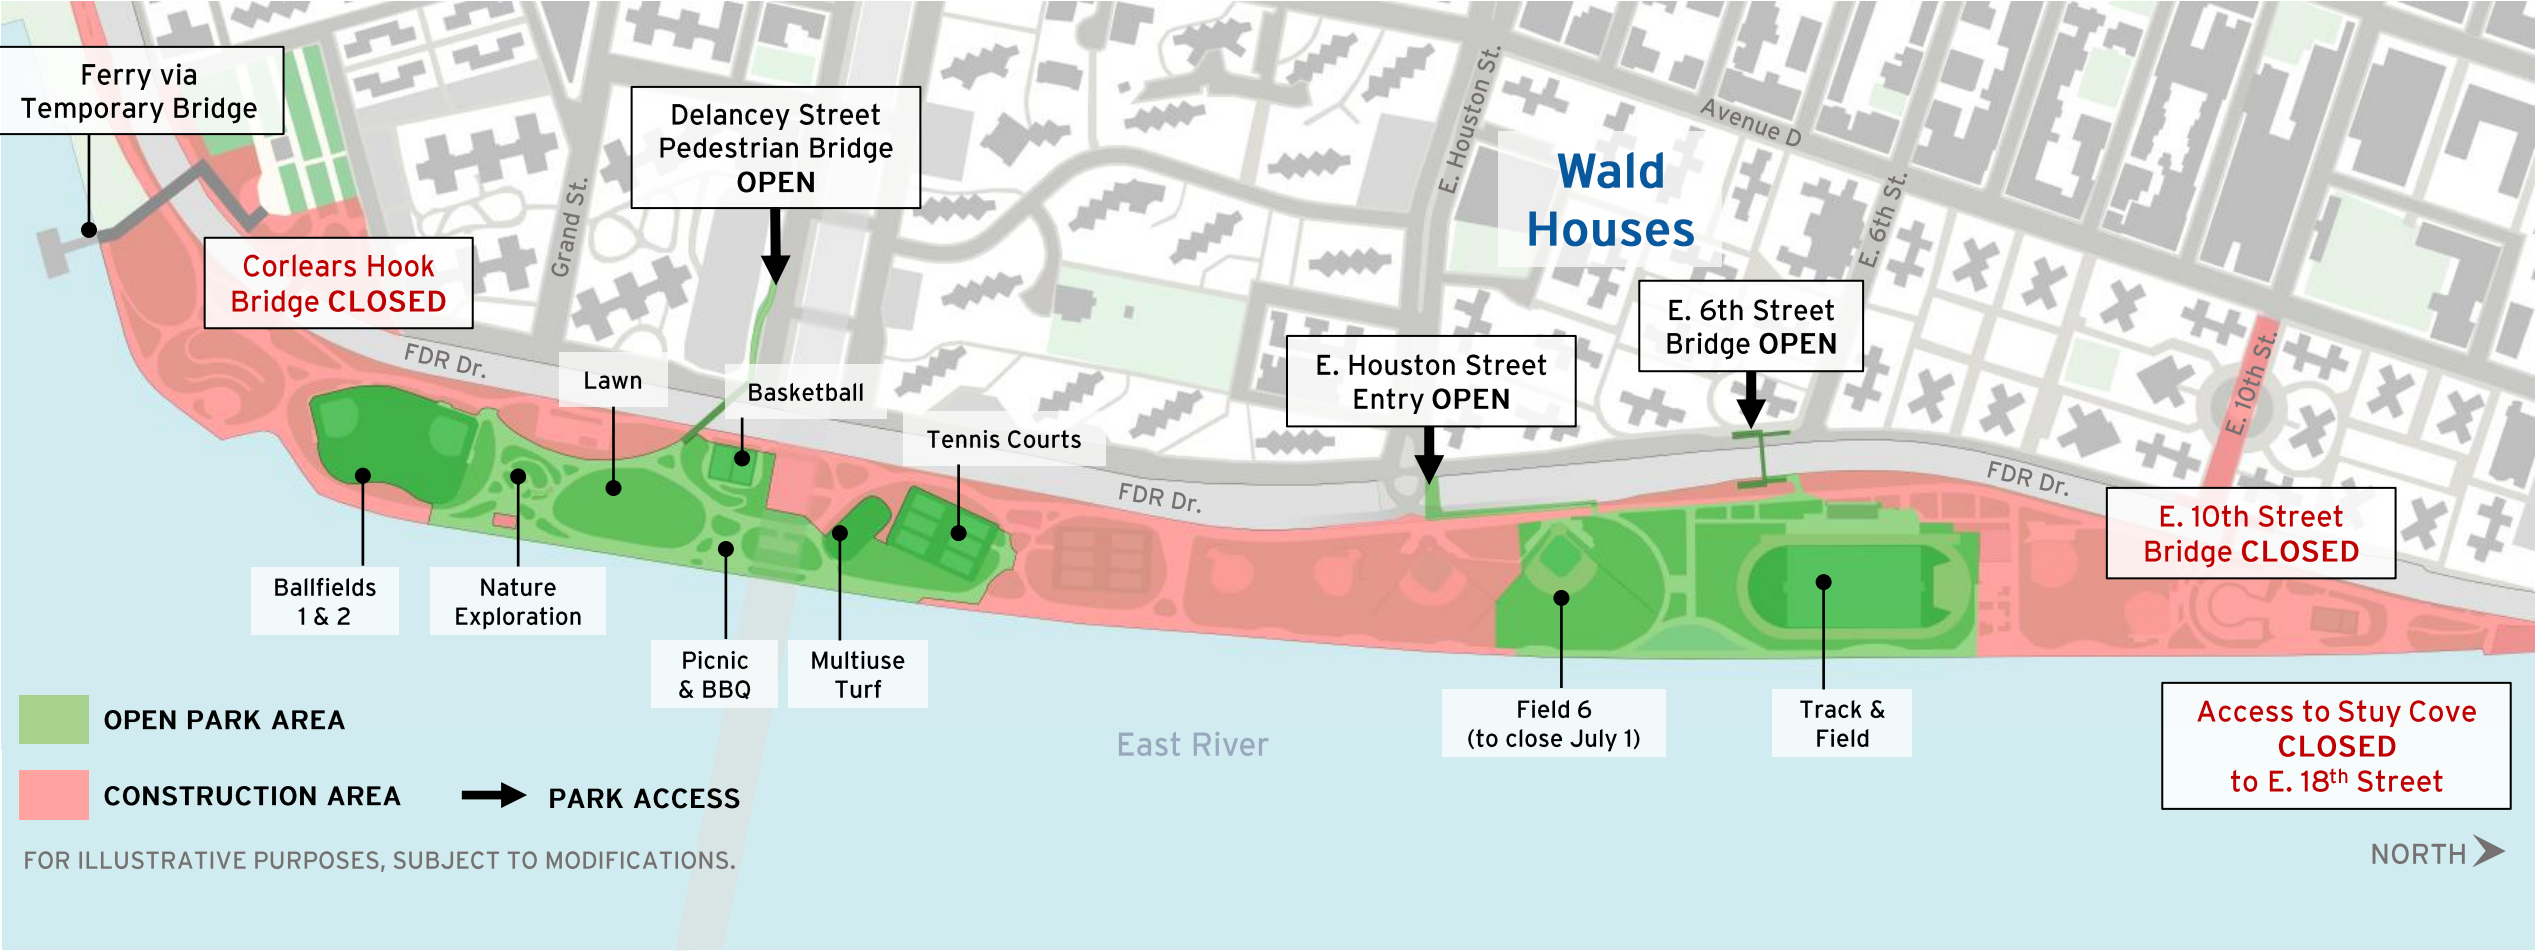 Ferry via
Temporary Bridge
Delancey Street
Pedestrian Bridge
OPEN
E. Houston St.
Avenue D
Wald
Houses
E. 6th St.
Grand St.
Corlears Hook
Bridge CLOSED
E. 6th Street
Bridge OPEN
E. Houston Street
Entry OPEN
E. 10th St.
FDR Dr.
Lawn
Basketball
Tennis Courts
FDR Dr.
FDR Dr.
E. 10th Street
Bridge CLOSED
Ballfields
1 & 2
Nature
Exploration
Picnic
& BBQ
Multiuse
Turf
Field 6
(to close July 1)
Track &
Field
Access to Stuy Cove
CLOSED
to E. 18th Street
East River
OPEN PARK AREA
CONSTRUCTION AREA
PARK ACCESS
FOR ILLUSTRATIVE PURPOSES, SUBJECT TO MODIFICATIONS.
NORTH